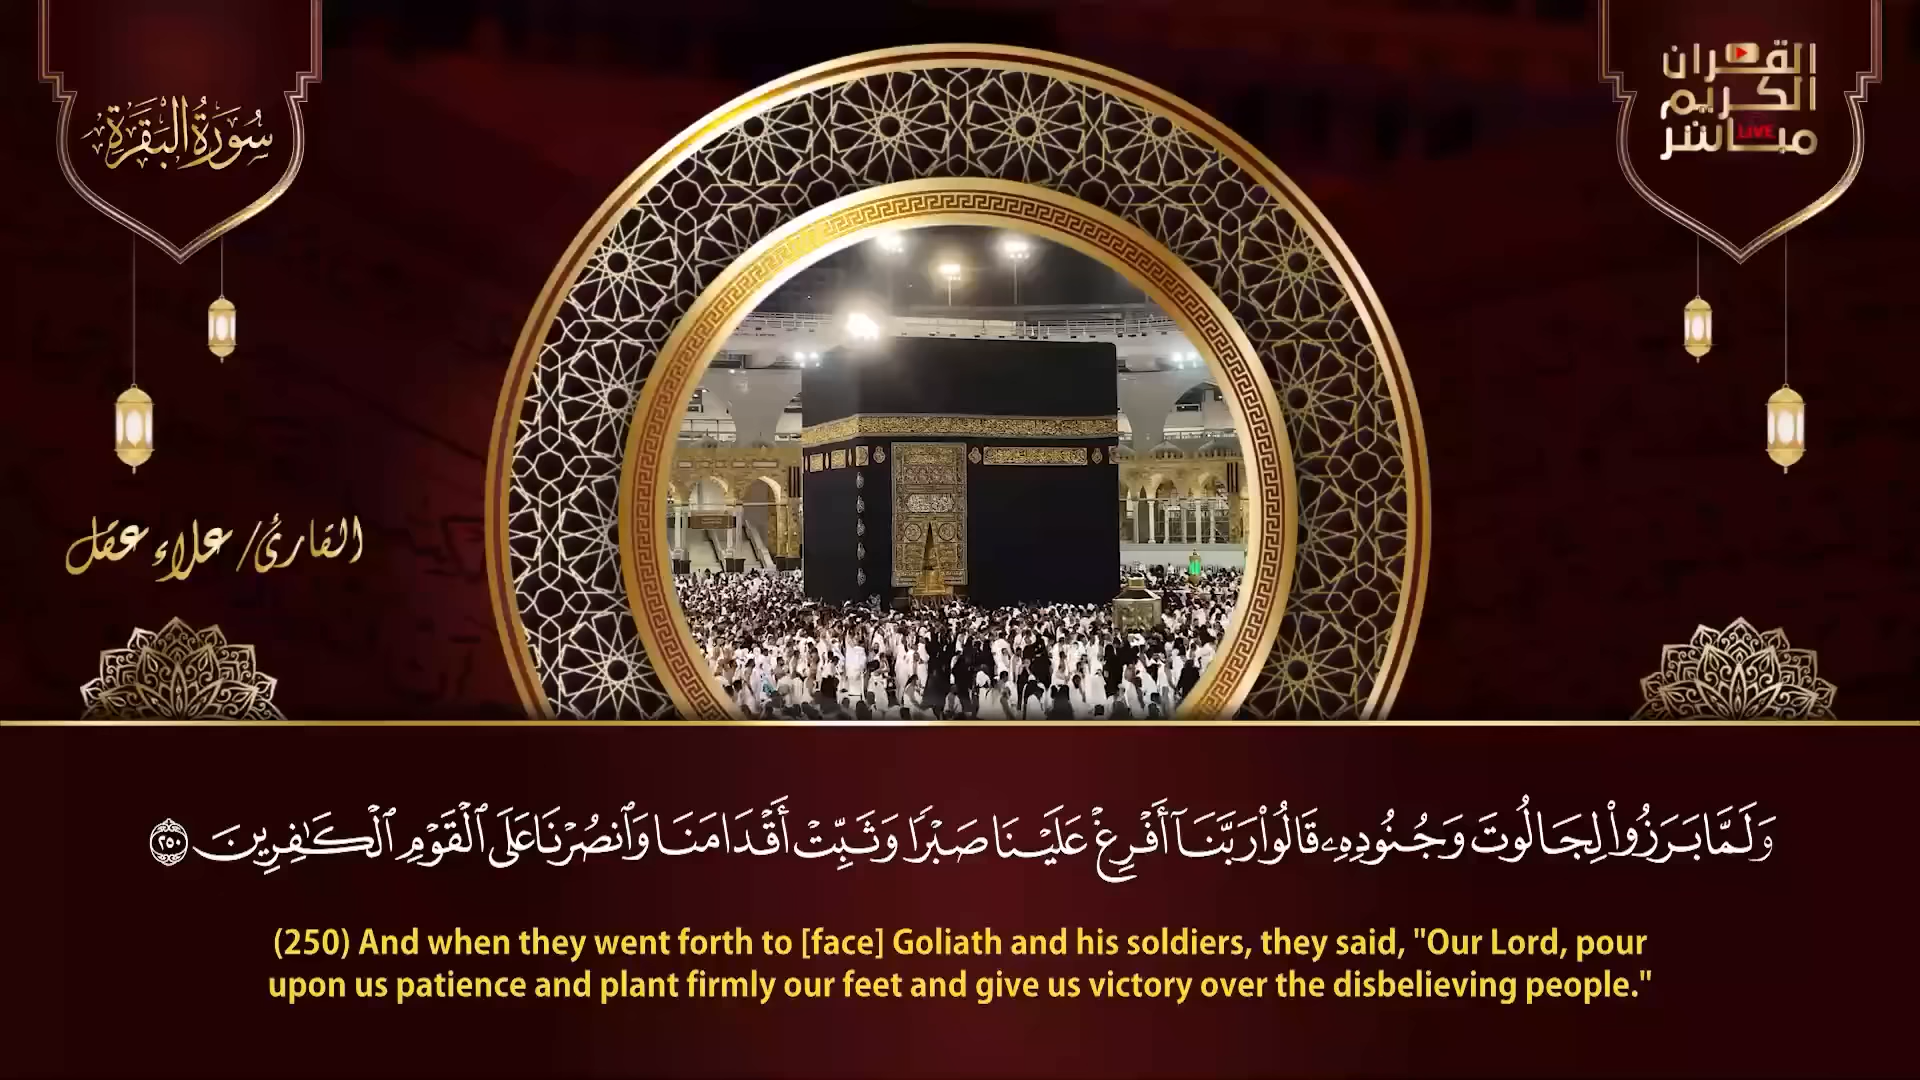 سُورَةُ البَقَرَةِ
القرآن
الكريم
مباشر
LIVE
القارئ/ علاء عقل
وَلَمَّا بَرَزُوا۟ لِجَالُوتَ وَجُنُودِهِۦ قَالُوا۟ رَبَّنَآ أَفْرِغْ عَلَيْنَا صَبْرًا وَثَبِّتْ أَقْدَامَنَا وَٱنصُرْنَا عَلَى ٱلْقَوْمِ ٱلْكَـٰفِرِينَ ٢٥٠
(250) And when they went forth to [face] Goliath and his soldiers, they said, "Our Lord, pour
upon us patience and plant firmly our feet and give us victory over the disbelieving people."